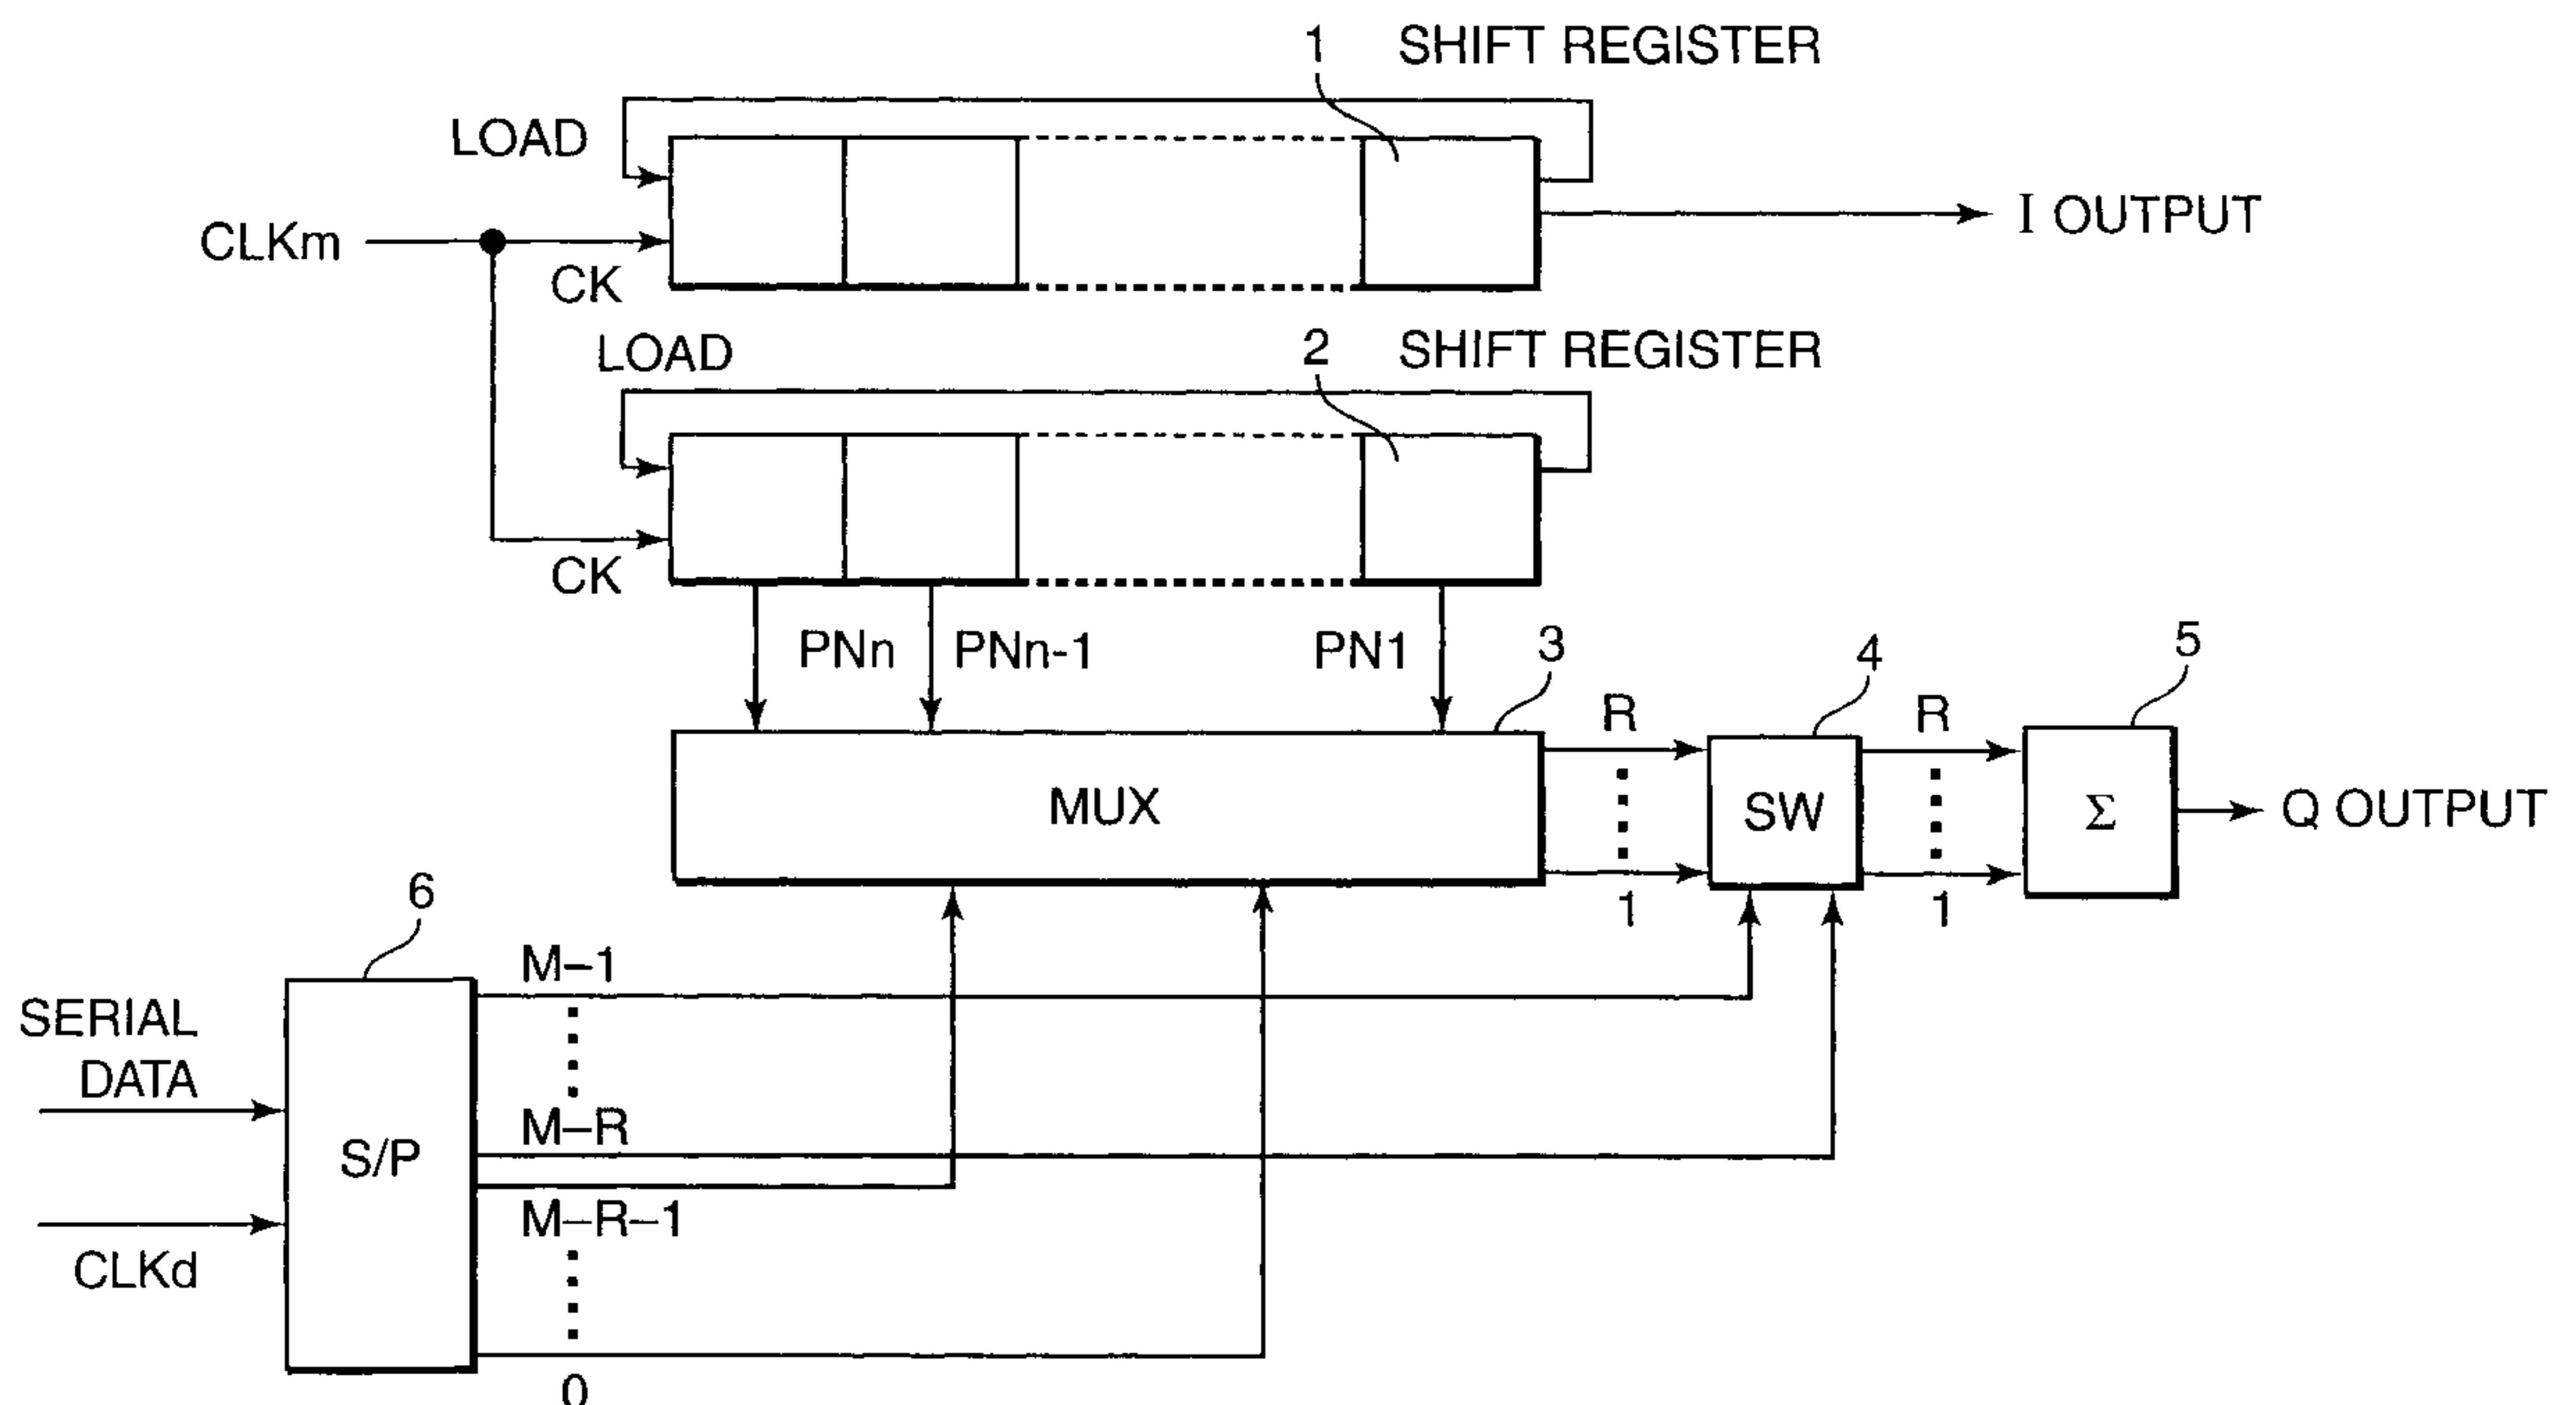 1 SHIFT REGISTER
LOAD
CLKm
I OUTPUT
CK
LOAD
2 SHIFT REGISTER
CK
PNn PNn-1 PN1
3
4
5
R
R
MUX
SW
Σ
Q OUTPUT
1
1
6
M–1
SERIAL
DATA
M–R
S/P
M–R–1
CLKd
0